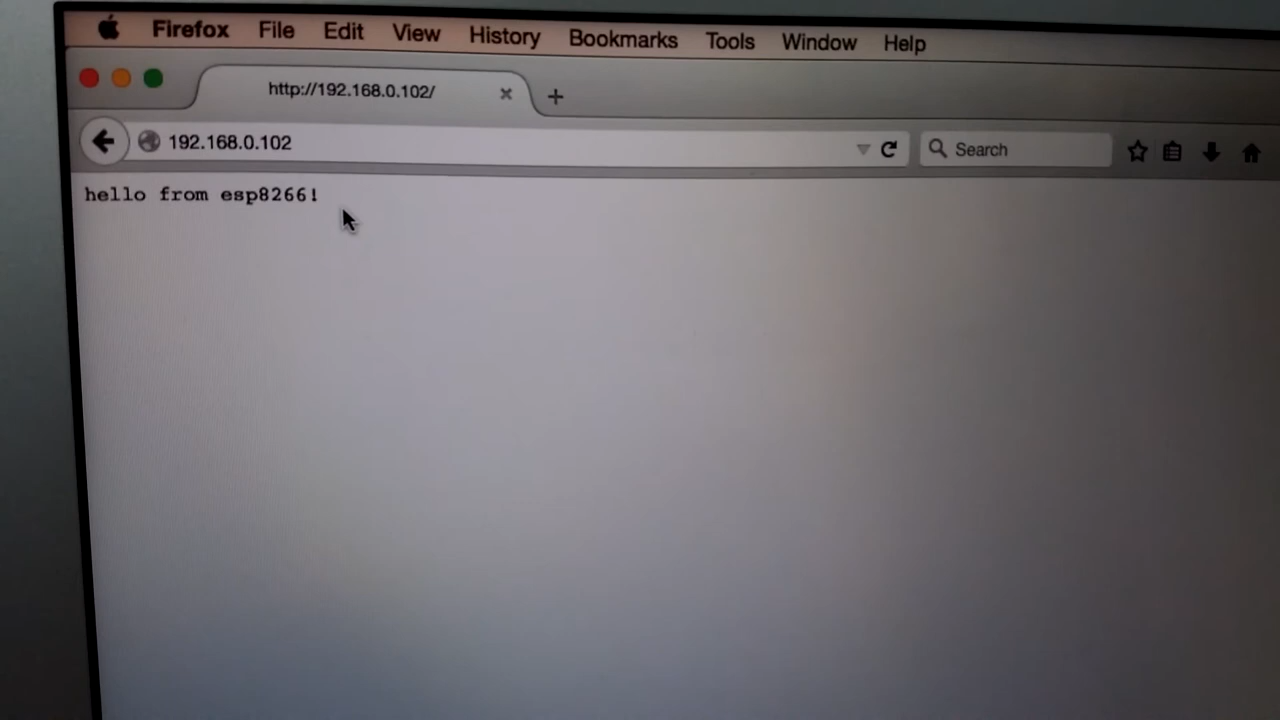 Firefox File Edit View History Bookmarks Tools Window Help
http://192.168.0.102/
192.168.0.102 Search
hello from esp8266!